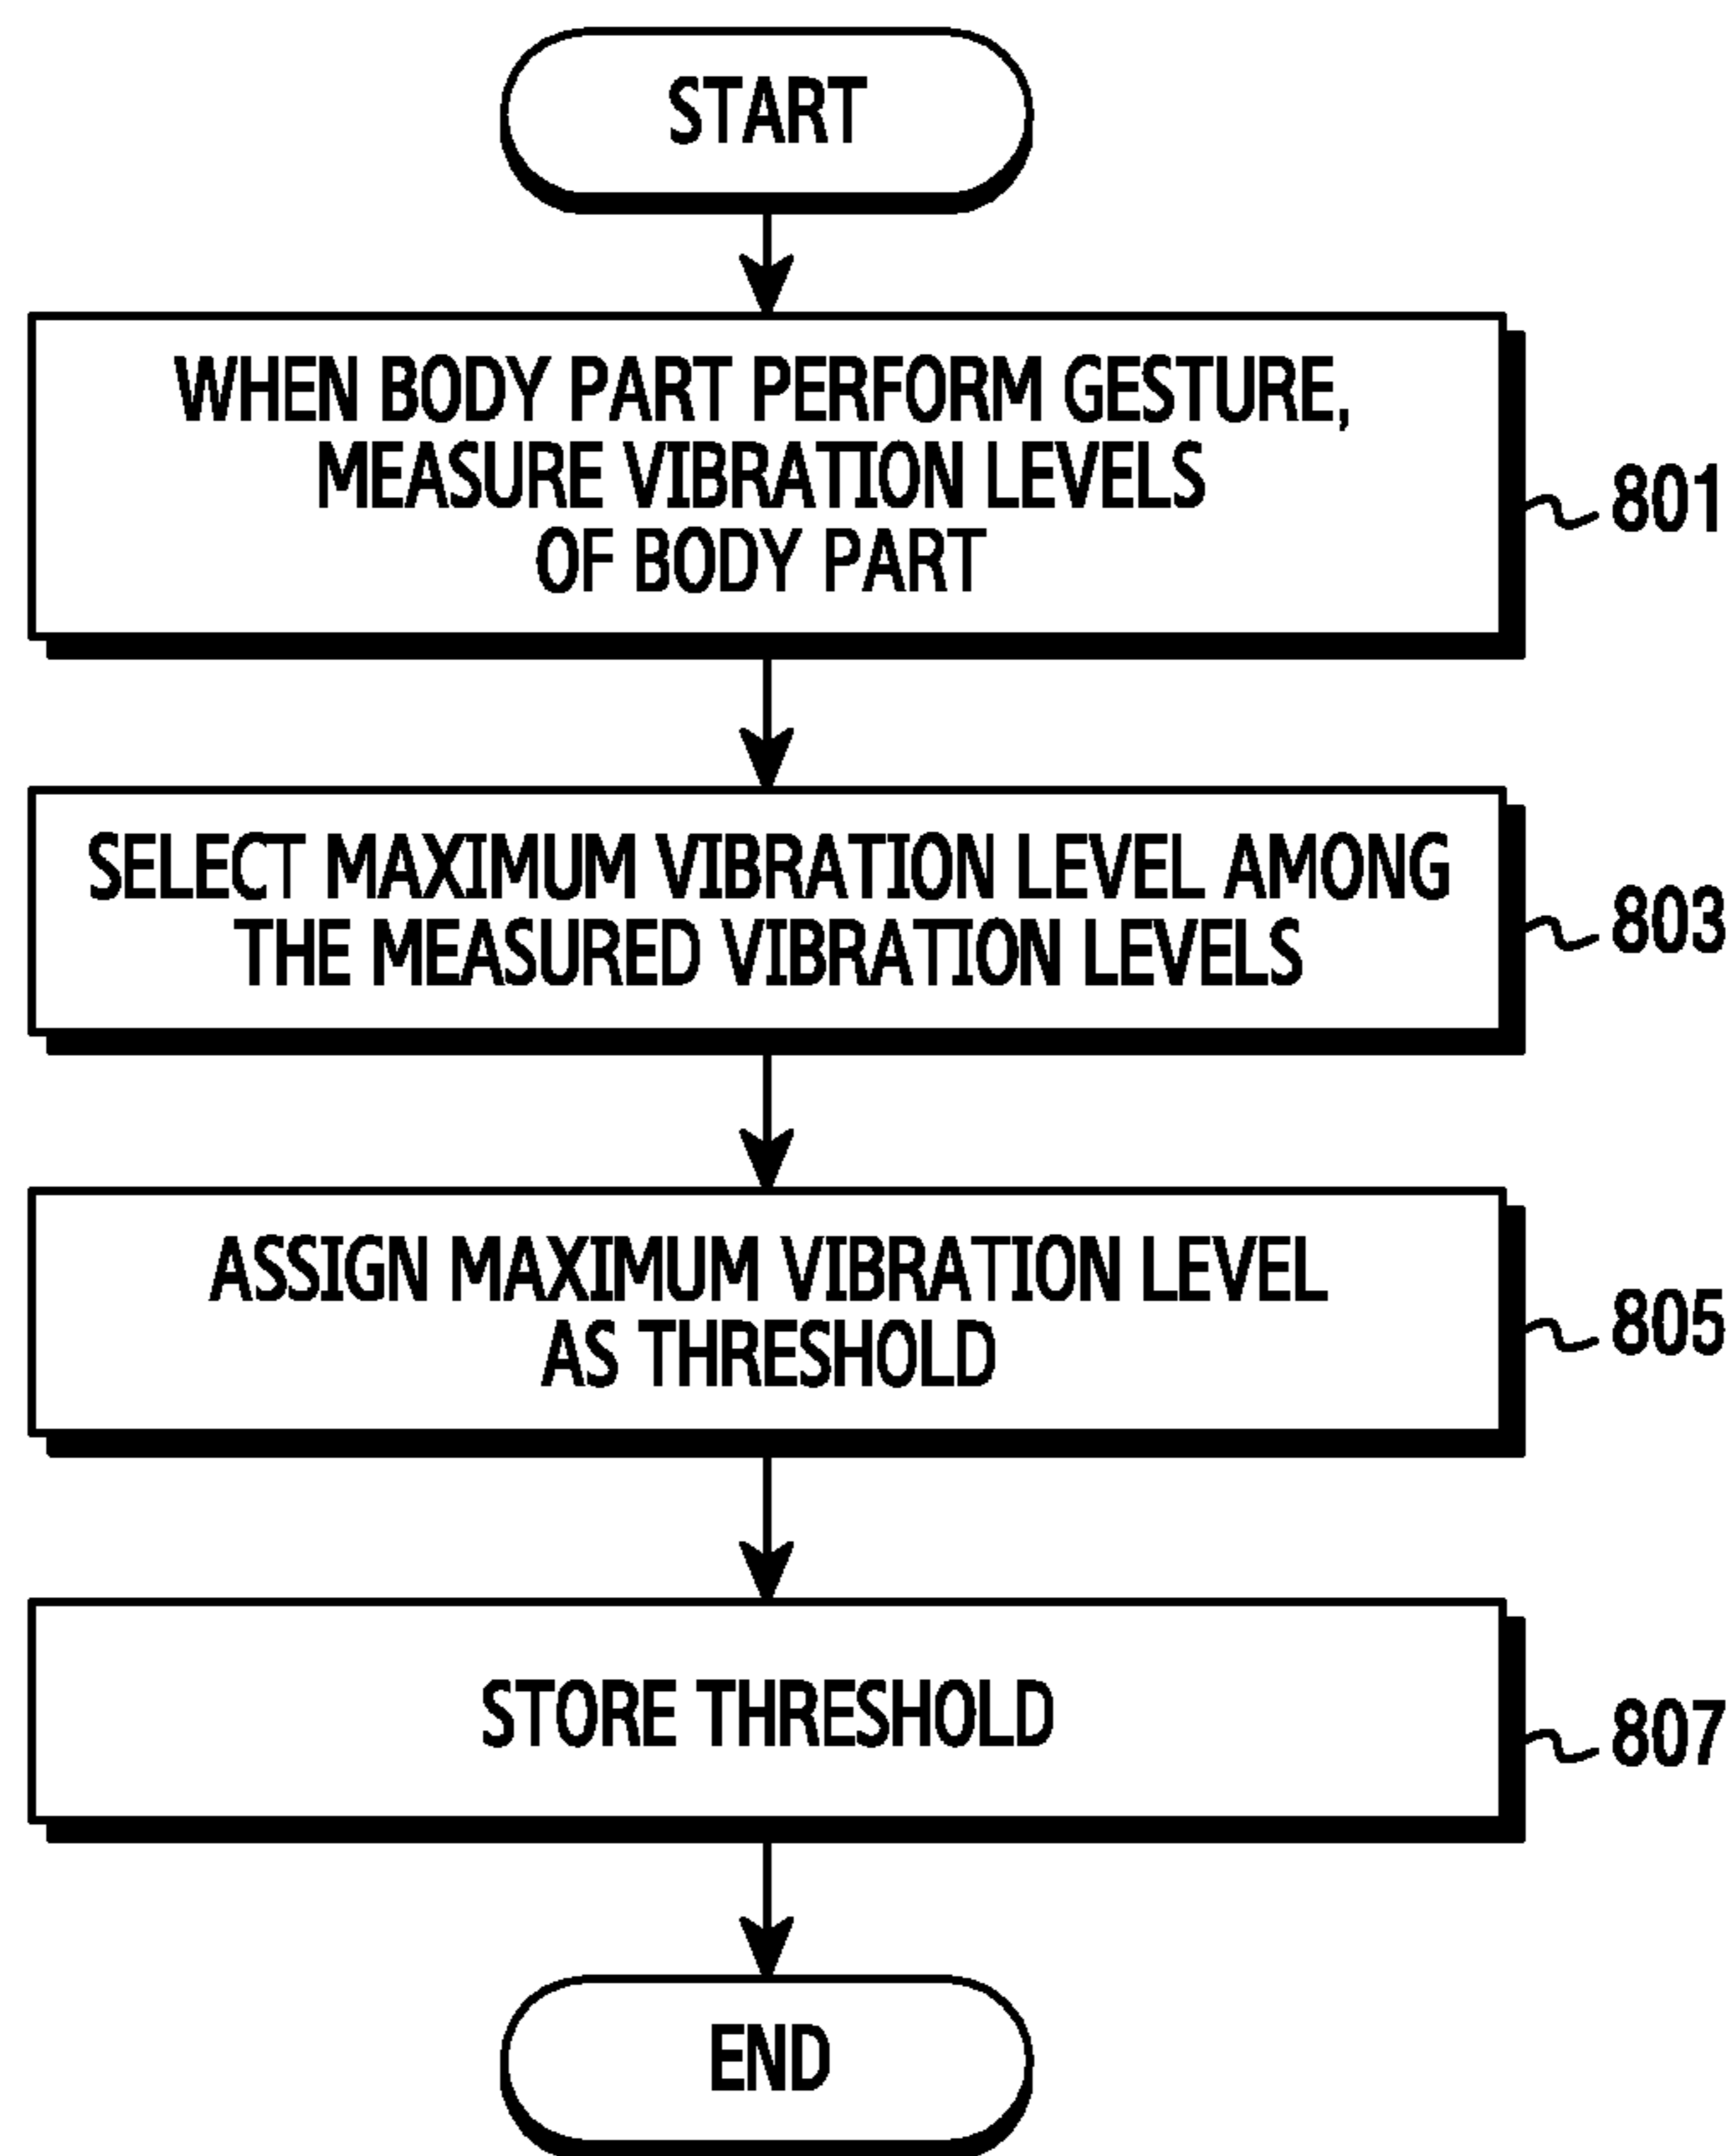 START
WHEN BODY PART PERFORM GESTURE,
MEASURE VIBRATION LEVELS
OF BODY PART
801
SELECT MAXIMUM VIBRATION LEVEL AMONG
THE MEASURED VIBRATION LEVELS
803
ASSIGN MAXIMUM VIBRATION LEVEL
AS THRESHOLD
805
STORE THRESHOLD
807
END